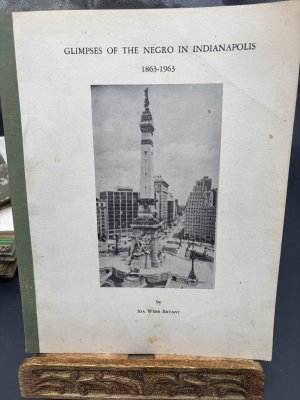 GLIMPSES OF THE NEGRO IN INDIANAPOLIS
1863-1963
by
IDA WEBB BRYANT